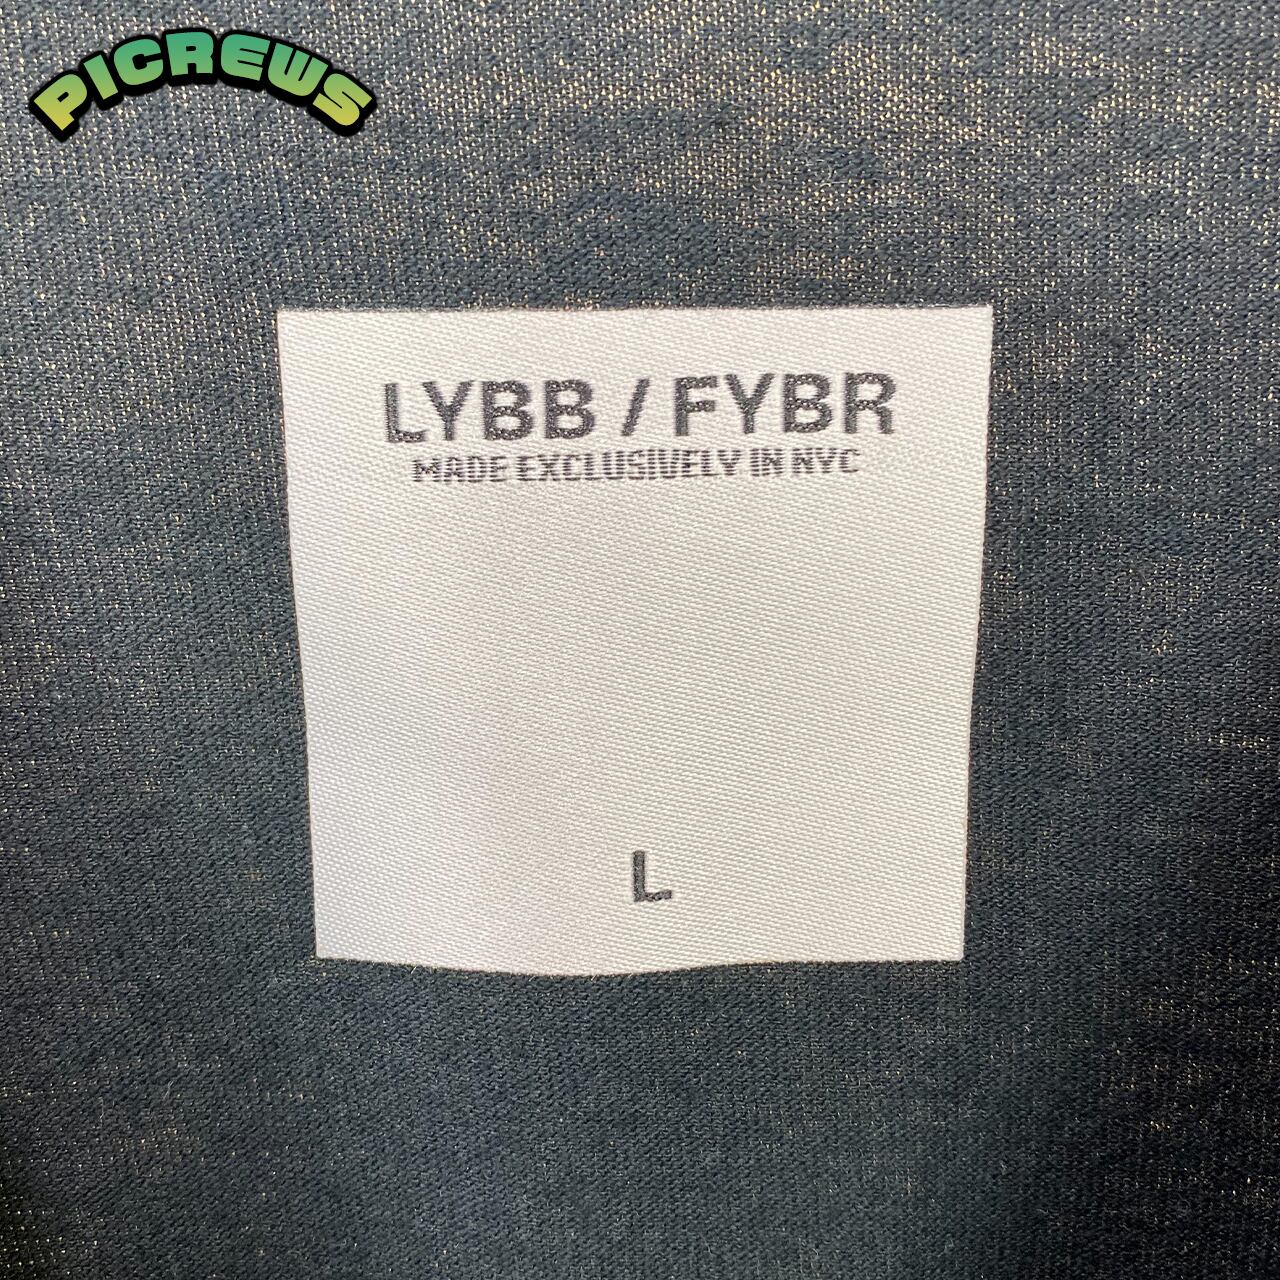 PICREWS
LYBB / FYBR
MADE EXCLUSIVELY IN NYC
L